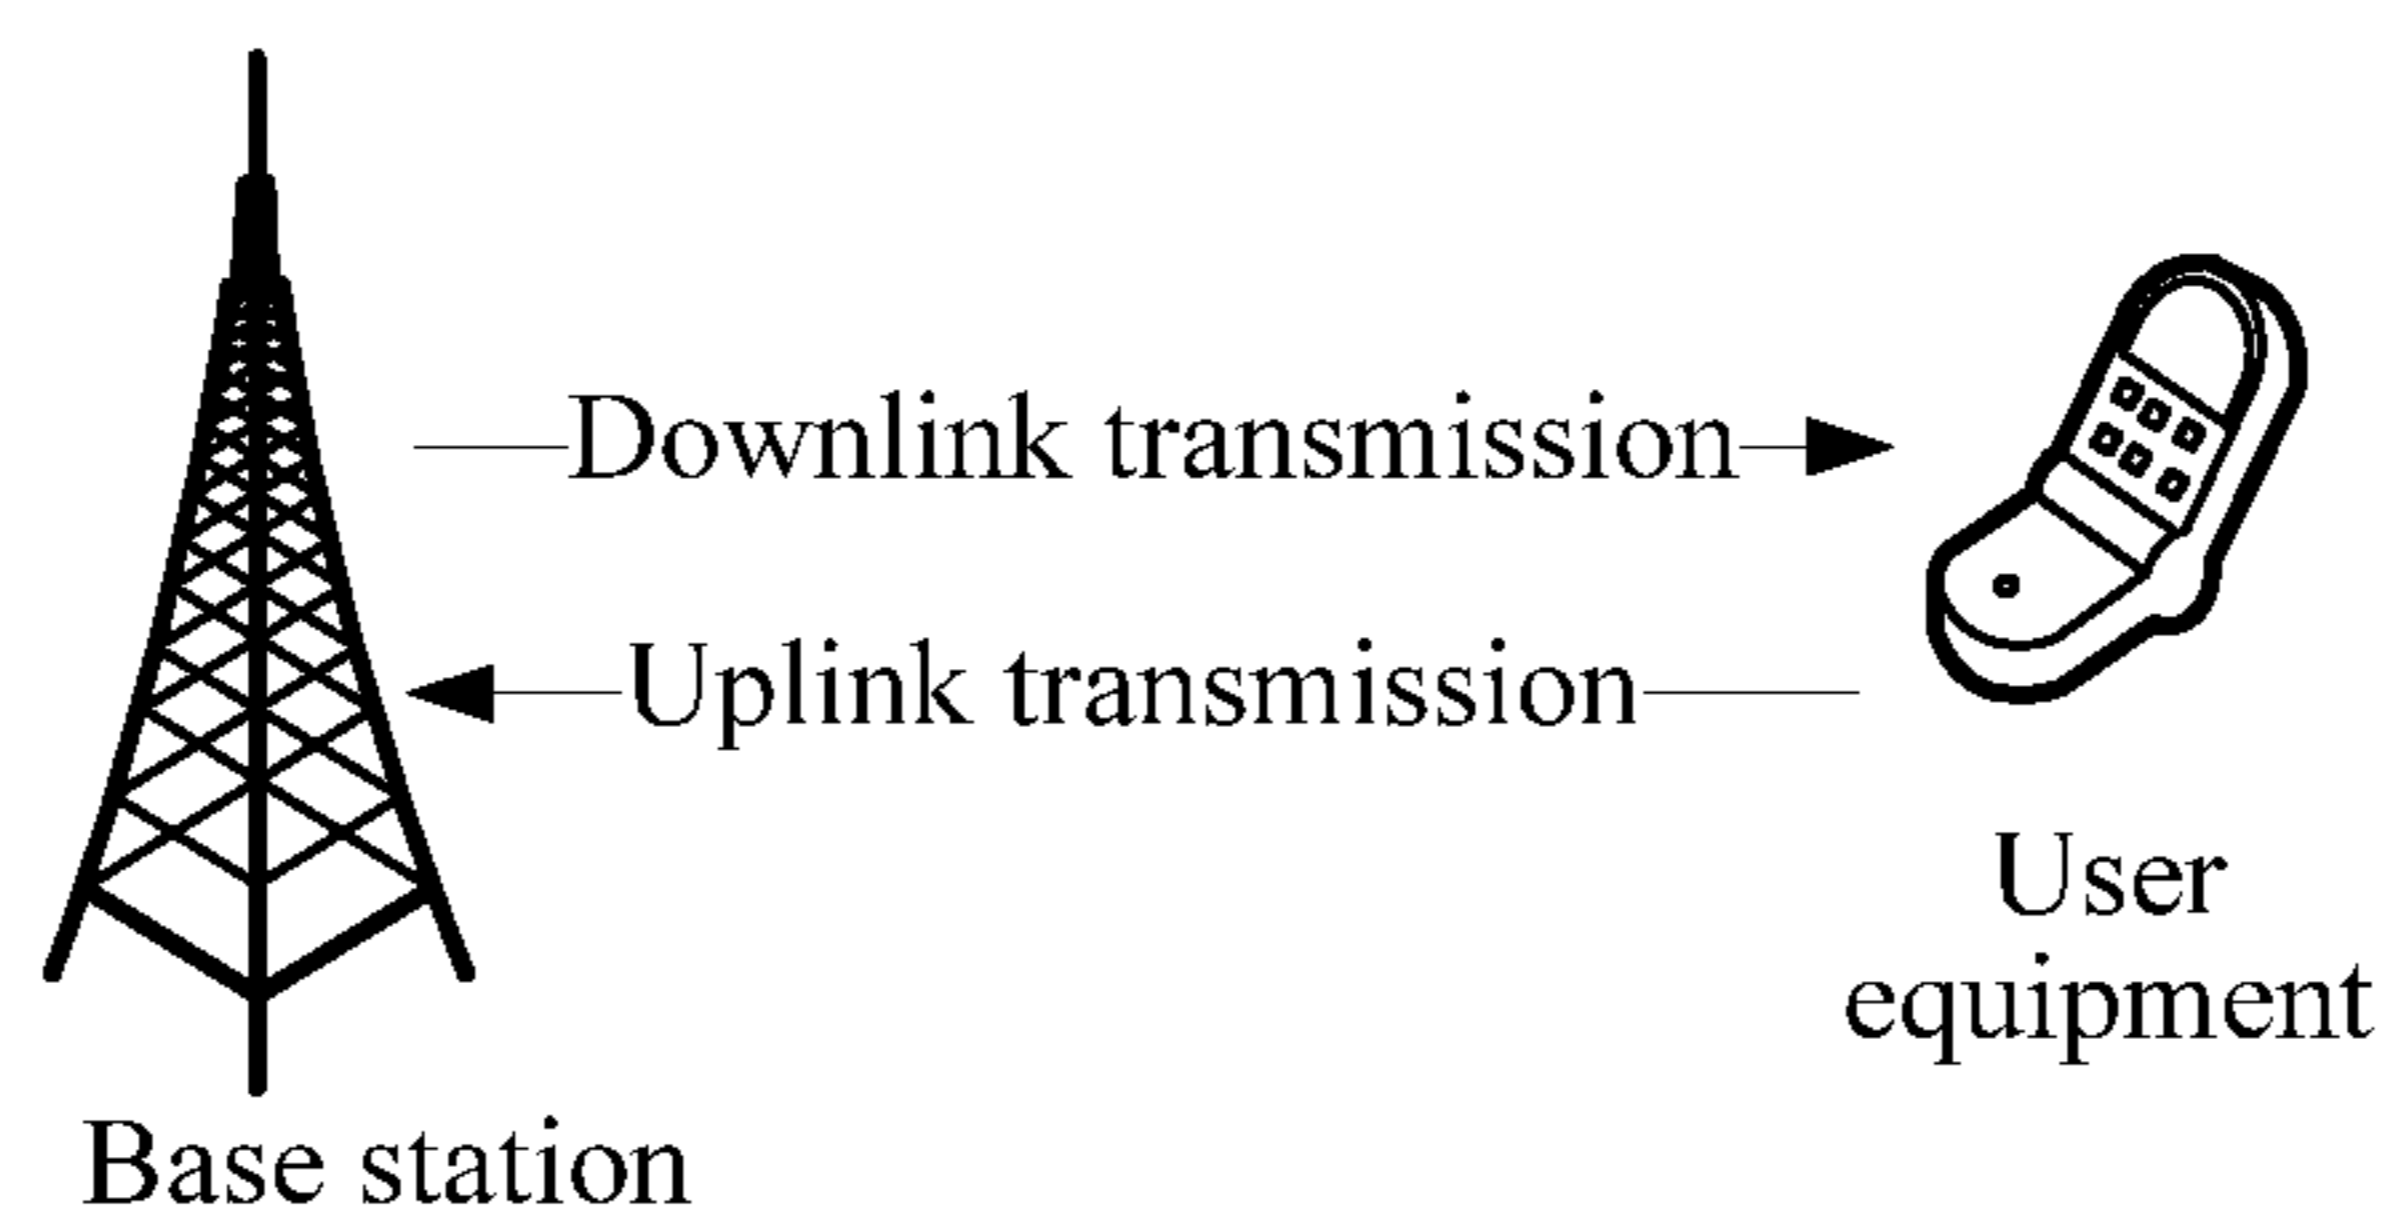 Downlink transmission
Uplink transmission
User
equipment
Base station